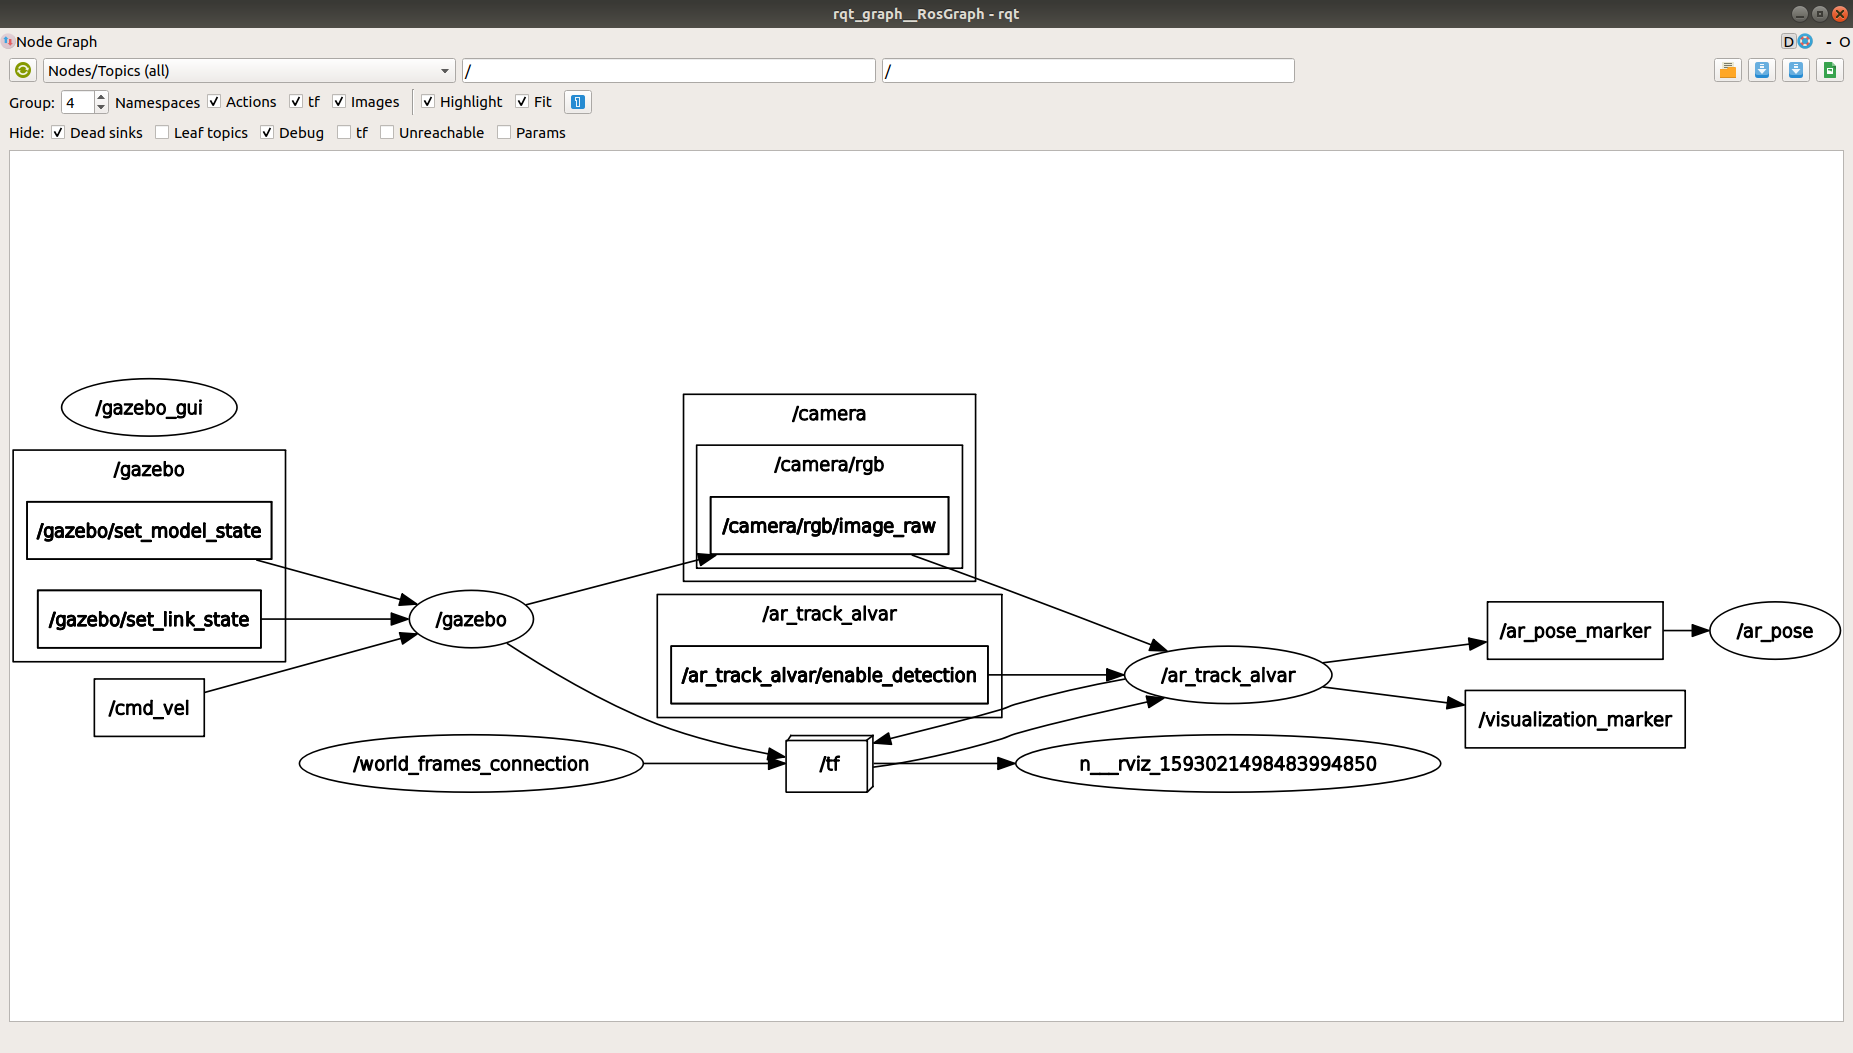 rqt_graph__RosGraph - rqt
Node Graph
D
- O
Nodes/Topics (all)
/
/
Group: 4 Namespaces Actions tf Images Highlight Fit
Hide: Dead sinks Leaf topics Debug tf Unreachable Params
/gazebo_gui
/gazebo
/gazebo/set_model_state
/gazebo/set_link_state
/cmd_vel
/gazebo
/world_frames_connection
/camera
/camera/rgb
/camera/rgb/image_raw
/ar_track_alvar
/ar_track_alvar/enable_detection
/tf
/ar_track_alvar
n___rviz_1593021498483994850
/ar_pose_marker
/visualization_marker
/ar_pose